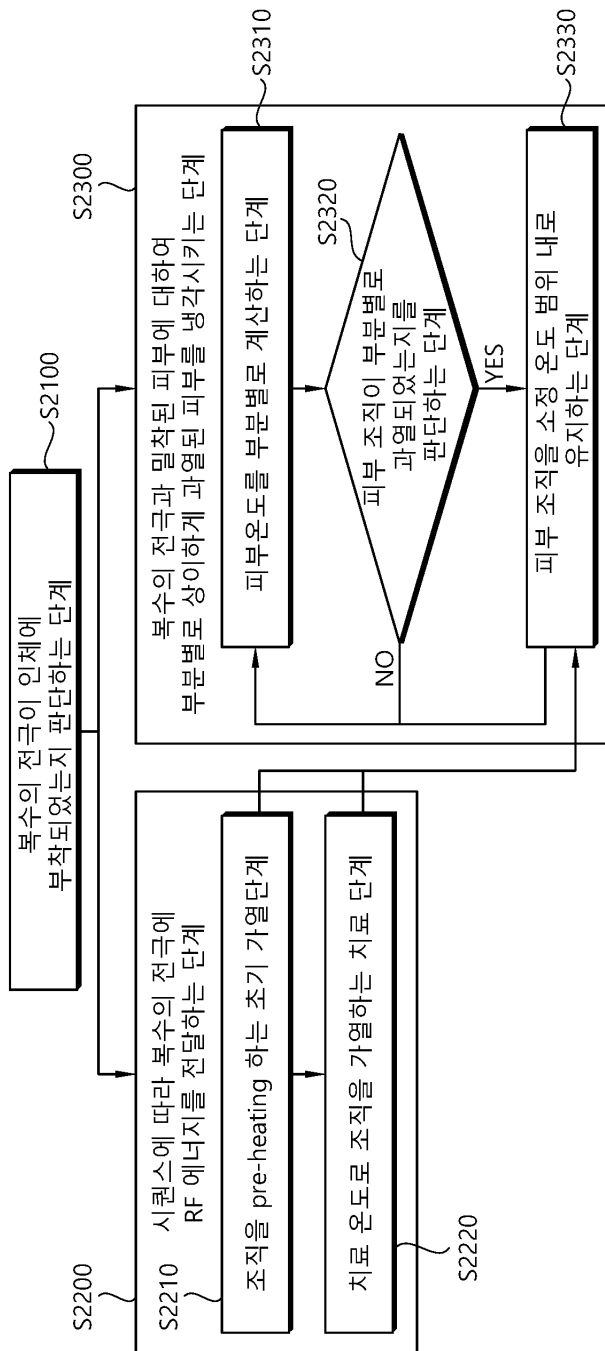 복수의 전극이 인체에
부착되었는지 판단하는 단계
S2100
S2200
시퀀스에 따라 복수의 전극에
RF 에너지를 전달하는 단계
S2210
조직을 pre-heating 하는 초기 가열단계
치료 온도로 조직을 가열하는 치료 단계
S2220
S2300
복수의 전극과 밀착된 피부에 대하여
부분별로 상이하게 과열된 피부를 냉각시키는 단계
피부온도를 부분별로 계산하는 단계
S2310
S2320
피부 조직이 부분별로
과열되었는지를
판단하는 단계
NO
YES
피부 조직을 소정 온도 범위 내로
유지하는 단계
S2330